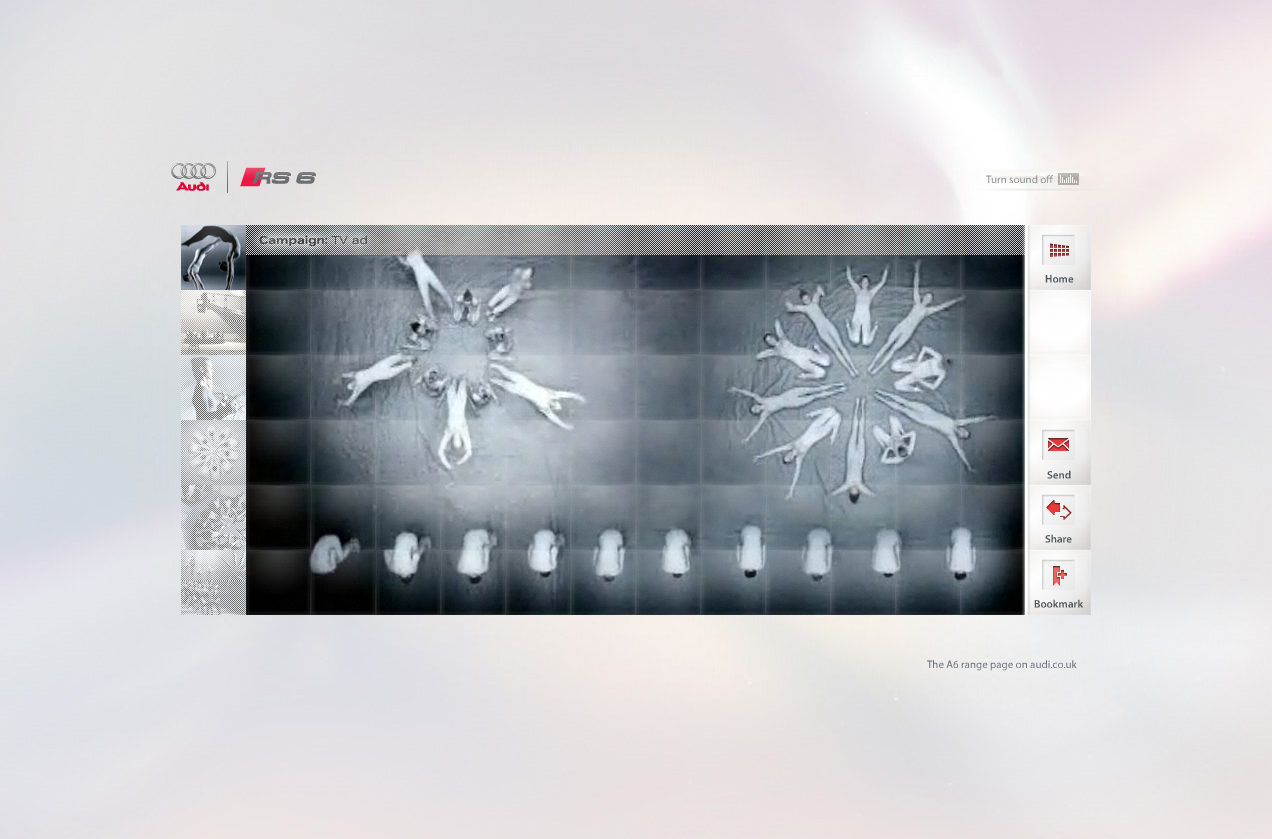 Audi
RS 6
Turn sound off
Campaign: TV ad
Home
Send
Share
Bookmark
The A6 range page on audi.co.uk